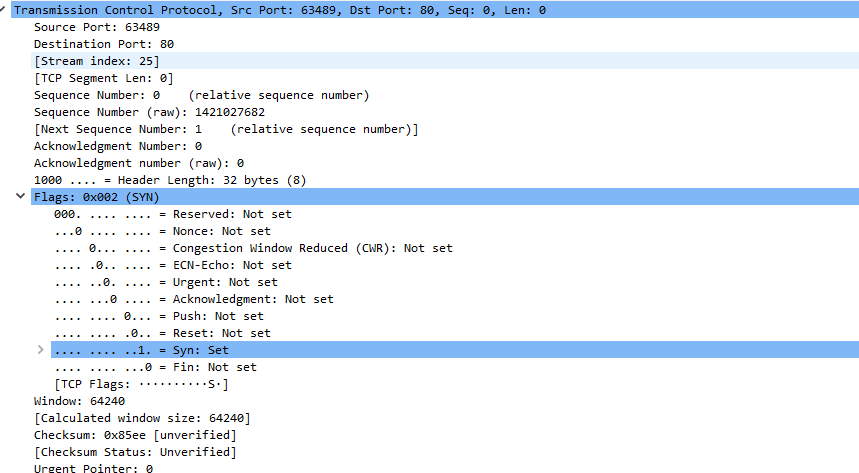 Transmission Control Protocol, Src Port: 63489, Dst Port: 80, Seq: 0, Len: 0
Source Port: 63489
Destination Port: 80
[Stream index: 25]
[TCP Segment Len: 0]
Sequence Number: 0    (relative sequence number)
Sequence Number (raw): 1421027682
[Next Sequence Number: 1    (relative sequence number)]
Acknowledgment Number: 0
Acknowledgment number (raw): 0
1000 .... = Header Length: 32 bytes (8)
Flags: 0x002 (SYN)
000. .... .... = Reserved: Not set
...0 .... .... = Nonce: Not set
.... 0... .... = Congestion Window Reduced (CWR): Not set
.... .0.. .... = ECN-Echo: Not set
.... ..0. .... = Urgent: Not set
.... ...0 .... = Acknowledgment: Not set
.... .... 0... = Push: Not set
.... .... .0.. = Reset: Not set
.... .... ..1. = Syn: Set
.... .... ...0 = Fin: Not set
[TCP Flags: ··········S·]
Window: 64240
[Calculated window size: 64240]
Checksum: 0x85ee [unverified]
[Checksum Status: Unverified]
Urgent Pointer: 0